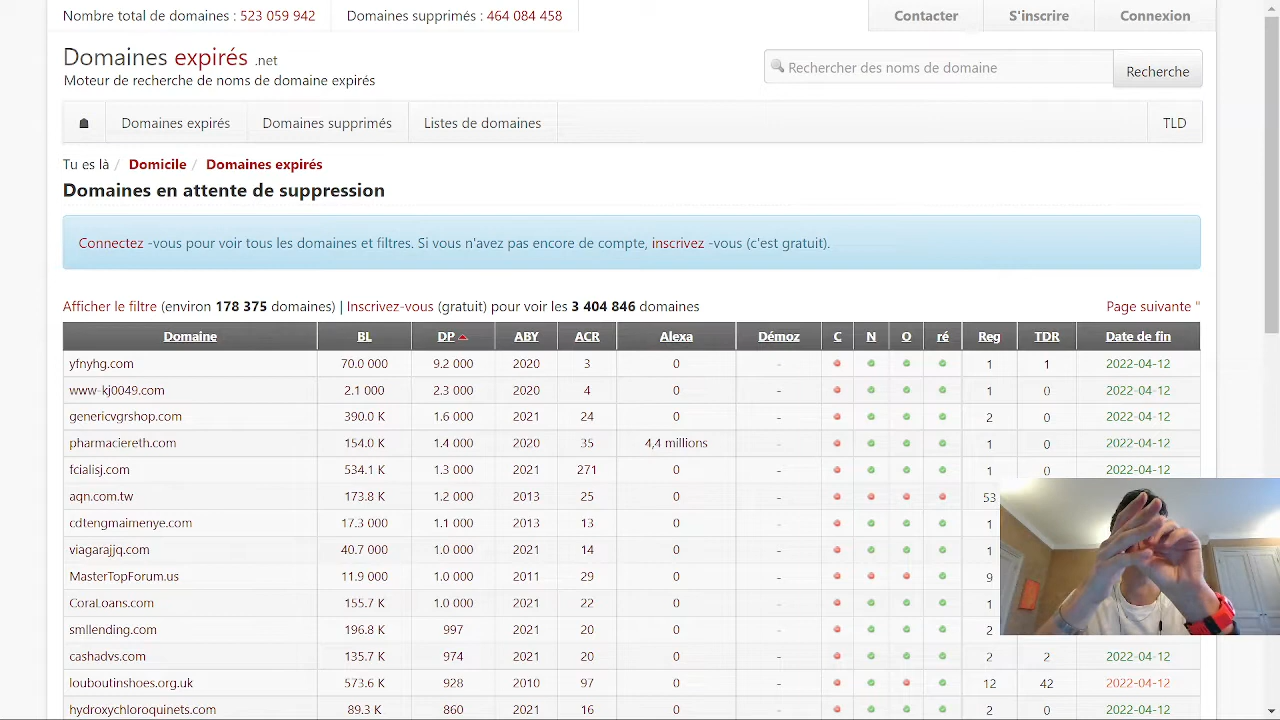 Nombre total de domaines : 523 059 942 Domaines supprimés : 464 084 458 Contacter S'inscrire Connexion
Domaines expirés .net
Moteur de recherche de noms de domaine expirés
Rechercher des noms de domaine Recherche
Domaines expirés Domaines supprimés Listes de domaines TLD
Tu es là / Domicile / Domaines expirés
Domaines en attente de suppression
Connectez -vous pour voir tous les domaines et filtres. Si vous n'avez pas encore de compte, inscrivez -vous (c'est gratuit).
Afficher le filtre (environ 178 375 domaines) | Inscrivez-vous (gratuit) pour voir les 3 404 846 domaines Page suivante "
Domaine BL DP ABY ACR Alexa Démoz C N O ré Reg TDR Date de fin
yfnyhg.com 70.0 000 9.2 000 2020 3 0 - 1 1 2022-04-12
www-kj0049.com 2.1 000 2.3 000 2020 4 0 - 1 0 2022-04-12
genericvgrshop.com 390.0 K 1.6 000 2021 24 0 - 2 0 2022-04-12
pharmaciereth.com 154.0 K 1.4 000 2020 35 4,4 millions - 1 0 2022-04-12
fcialisj.com 534.1 K 1.3 000 2021 271 0 - 1 0 2022-04-12
aqn.com.tw 173.8 K 1.2 000 2013 25 0 - 53
cdtengmaimenye.com 17.3 000 1.1 000 2013 13 0 - 1
viagarajjq.com 40.7 000 1.0 000 2021 14 0 - 1
MasterTopForum.us 11.9 000 1.0 000 2011 29 0 - 9
CoraLoans.com 155.7 K 1.0 000 2021 22 0 - 1
smllending.com 196.8 K 997 2021 20 0 - 2
cashadvs.com 135.7 K 974 2021 20 0 - 2 2 2022-04-12
louboutinshoes.org.uk 573.6 K 928 2010 97 0 - 12 42 2022-04-12
hydroxychloroquinets.com 89.3 K 860 2021 16 0 - 2 0 2022-04-12